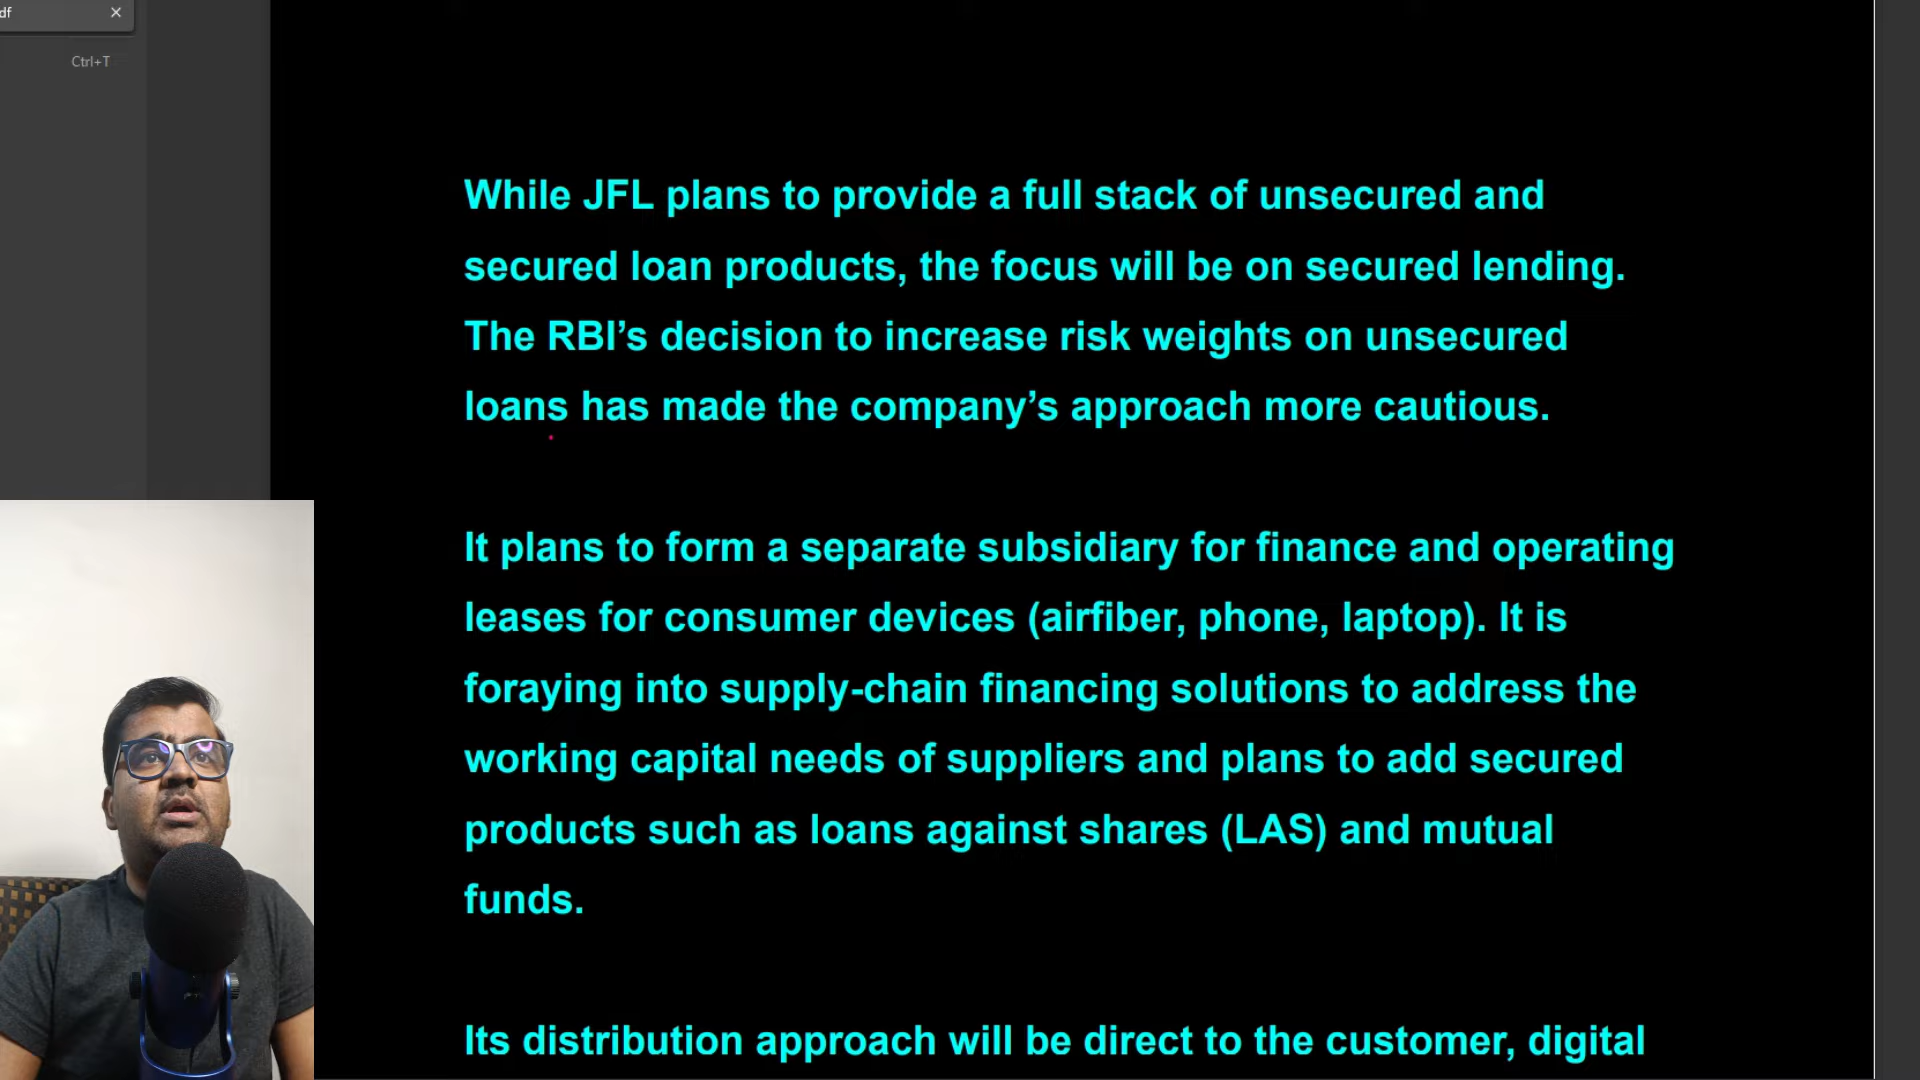 df
Ctrl+T
While JFL plans to provide a full stack of unsecured and
secured loan products, the focus will be on secured lending.
The RBI’s decision to increase risk weights on unsecured
loans has made the company’s approach more cautious.
It plans to form a separate subsidiary for finance and operating
leases for consumer devices (airfiber, phone, laptop). It is
foraying into supply-chain financing solutions to address the
working capital needs of suppliers and plans to add secured
products such as loans against shares (LAS) and mutual
funds.
Its distribution approach will be direct to the customer, digital